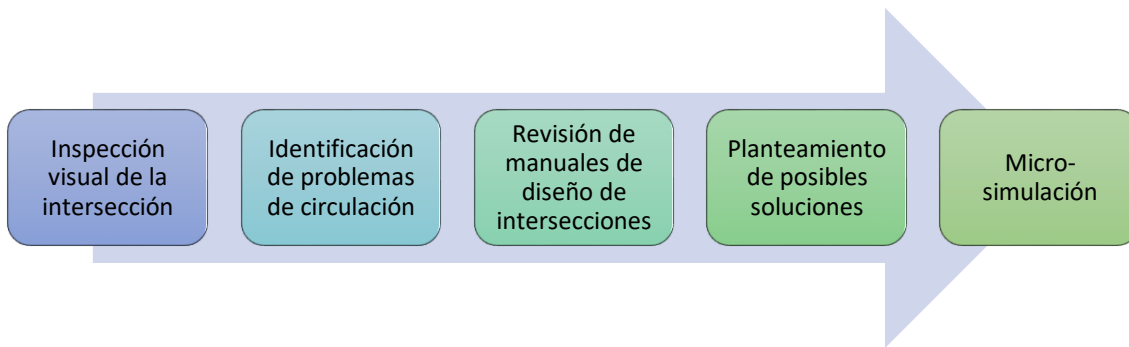 Inspección
visual de la
intersección
Identificación
de problemas
de circulación
Revisión de
manuales de
diseño de
intersecciones
Planteamiento
de posibles
soluciones
Micro-
simulación